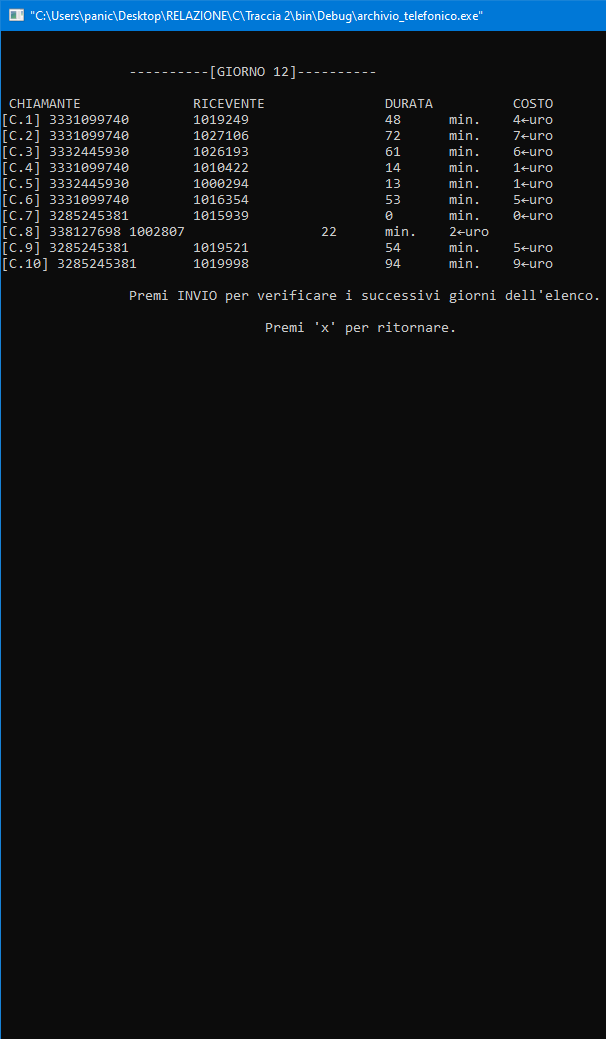 "C:\Users\panic\Desktop\RELAZIONE\C\Traccia 2\bin\Debug\archivio_telefonico.exe"
----------[GIORNO 12]----------
CHIAMANTE RICEVENTE DURATA COSTO
[C.1] 3331099740 1019249 48 min. 4←uro
[C.2] 3331099740 1027106 72 min. 7←uro
[C.3] 3332445930 1026193 61 min. 6←uro
[C.4] 3331099740 1010422 14 min. 1←uro
[C.5] 3332445930 1000294 13 min. 1←uro
[C.6] 3331099740 1016354 53 min. 5←uro
[C.7] 3285245381 1015939 0 min. 0←uro
[C.8] 338127698 1002807 22 min. 2←uro
[C.9] 3285245381 1019521 54 min. 5←uro
[C.10] 3285245381 1019998 94 min. 9←uro
Premi INVIO per verificare i successivi giorni dell'elenco.
Premi 'x' per ritornare.